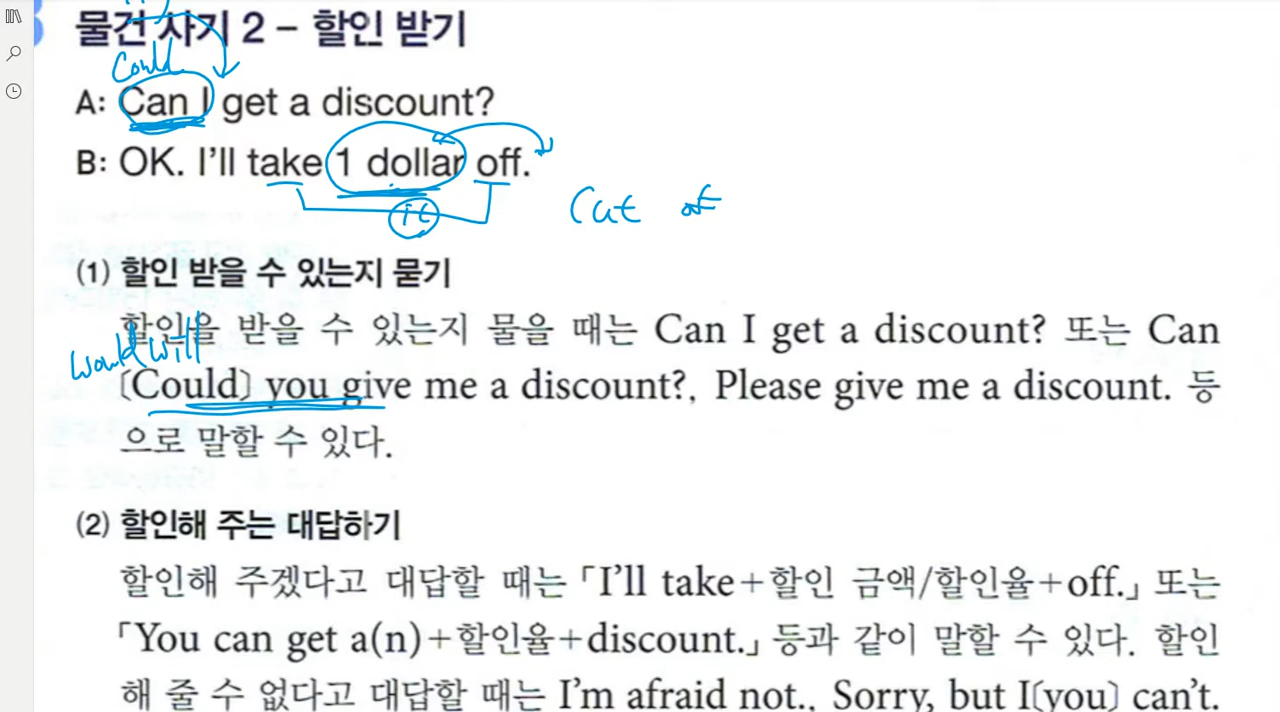 물건 사기 2 – 할인 받기
Could
A: Can I get a discount?
B: OK. I'll take 1 dollar off.
it
Cut
(1) 할인 받을 수 있는지 묻기
할인을 받을 수 있는지 물을 때는 Can I get a discount? 또는 Can
would will
(Could) you give me a discount?, Please give me a discount. 등
으로 말할 수 있다.
(2) 할인해 주는 대답하기
할인해 주겠다고 대답할 때는 「I'll take+할인 금액/할인율+off.」 또는
「You can get a(n)+할인율+discount.」 등과 같이 말할 수 있다. 할인
해 줄 수 없다고 대답할 때는 I'm afraid not., Sorry, but I(you) can't.